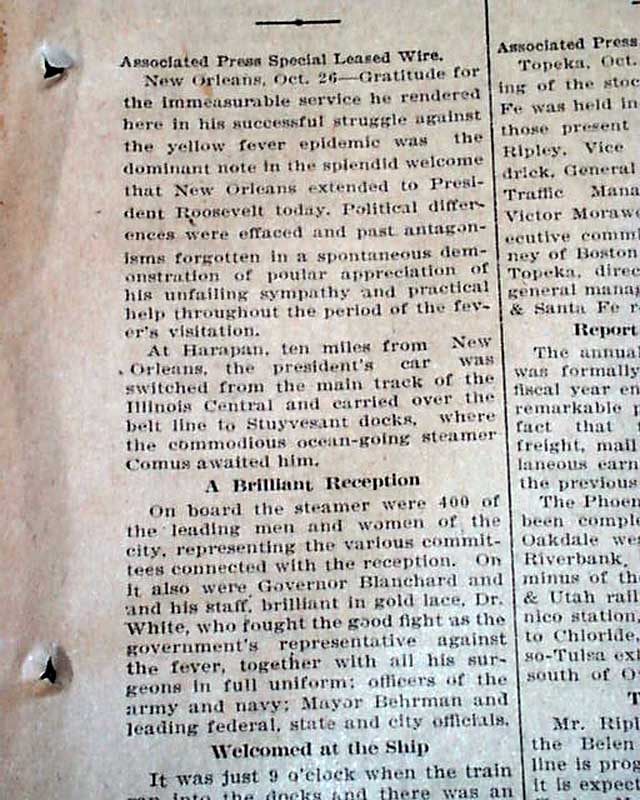 Associated Press Special Leased Wire.
New Orleans, Oct. 26—Gratitude for
the immeasurable service he rendered
here in his successful struggle against
the yellow fever epidemic was the
dominant note in the splendid welcome
that New Orleans extended to Presi-
dent Roosevelt today. Political differ-
ences were effaced and past antagon-
isms forgotten in a spontaneous dem-
onstration of poular appreciation of
his unfailing sympathy and practical
help throughout the period of the fev-
er's visitation.
At Harapan, ten miles from New
Orleans, the president's car was
switched from the main track of the
Illinois Central and carried over the
belt line to Stuyvesant docks, where
the commodious ocean-going steamer
Comus awaited him.
A Brilliant Reception
On board the steamer were 400 of
the leading men and women of the
city, representing the various commit-
tees connected with the reception. On
it also were Governor Blanchard and
and his staff, brilliant in gold lace, Dr.
White, who fought the good fight as the
government's representative against
the fever, together with all his sur-
geons in full uniform; officers of the
army and navy; Mayor Behrman and
leading federal, state and city officials.
Welcomed at the Ship
It was just 9 o'clock when the train
ran into the docks and there was an
Associated Press
Topeka, Oct.
ing of the stoc
Fe was held in
those present
Ripley, Vice
drick, General
Traffic Mana
Victor Moraw
ecutive commi
ney of Boston
Topeka, direc
general manag
& Santa Fe r
Report
The annual
was formally
fiscal year en
remarkable p
fact that t
freight, mail
laneous earn
the previous
The Phoen
been comple
Oakdale wes
Riverbank,
minus of th
& Utah rail
nico station,
to Chloride,
so-Tulsa ext
south of O
T
Mr. Ripl
the Belen
line is prog
it is expect